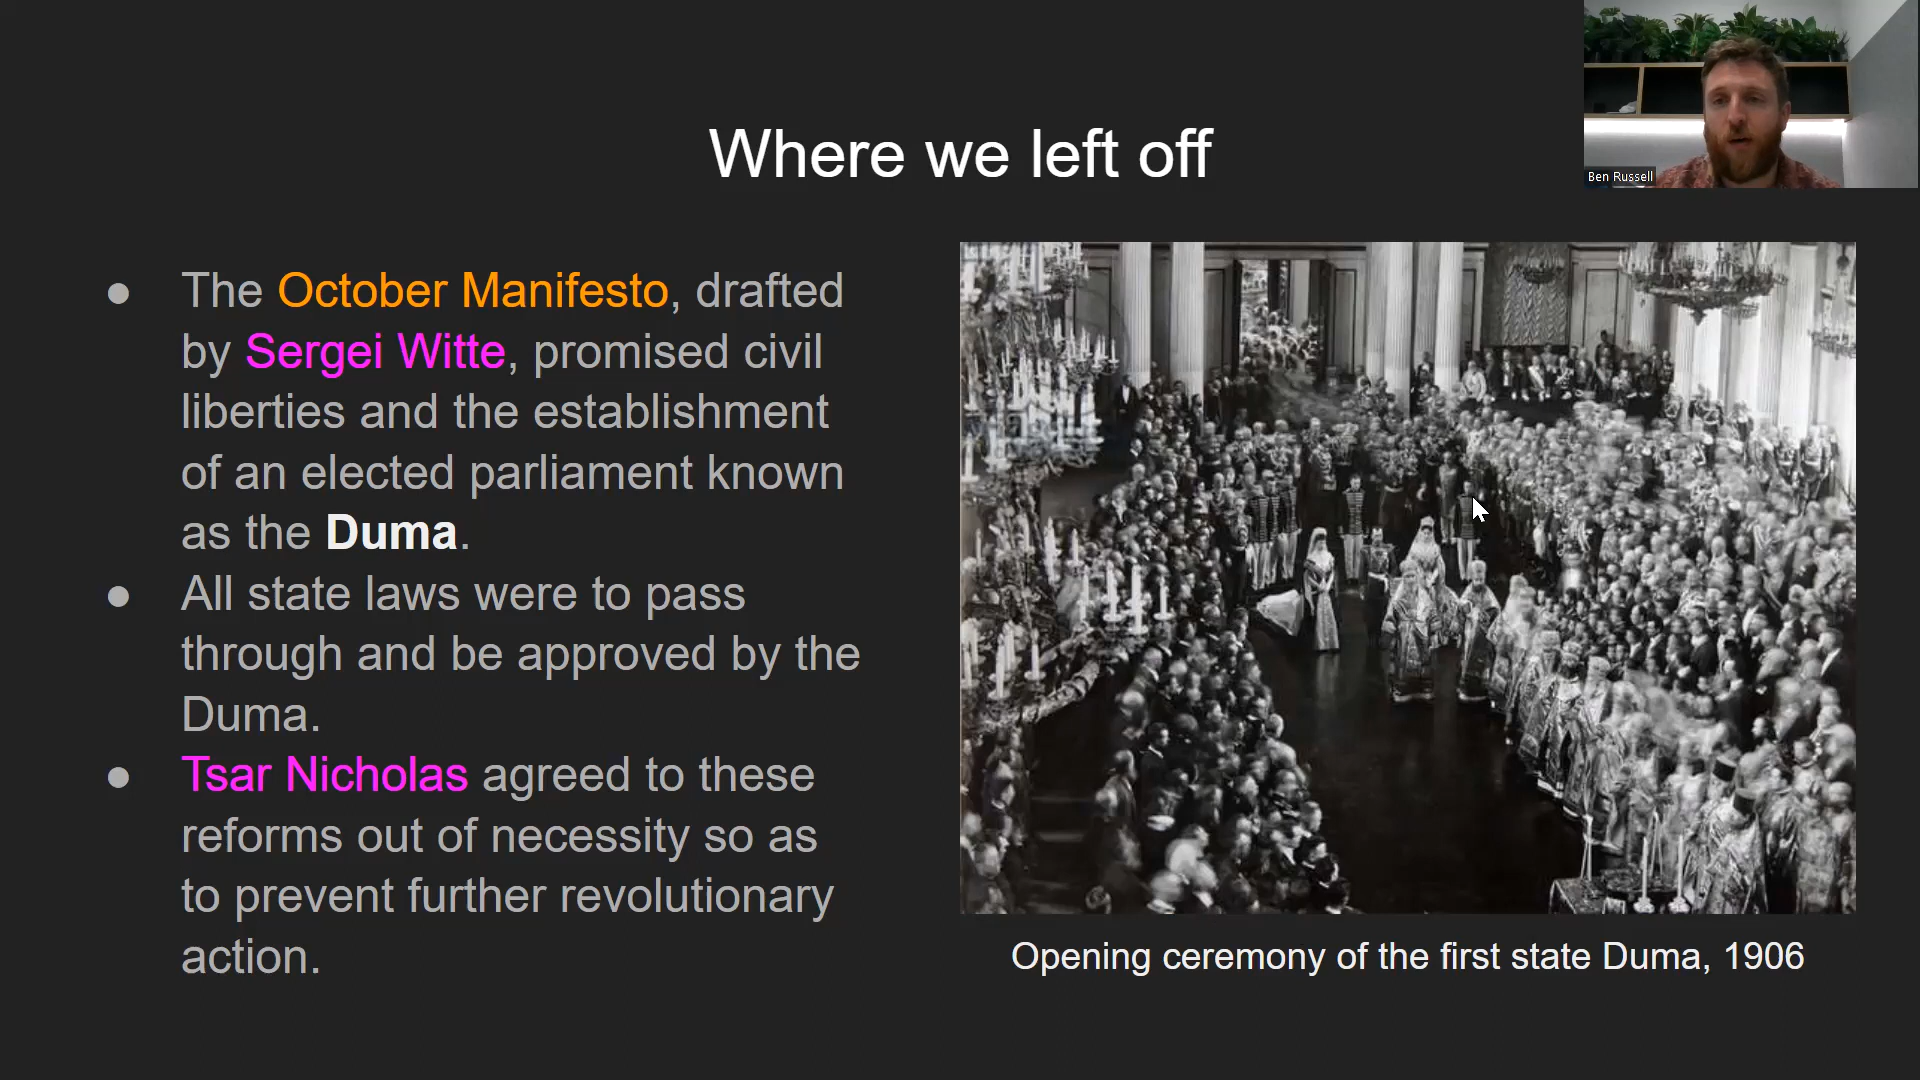 Where we left off
Ben Russell
● The October Manifesto, drafted
by Sergei Witte, promised civil
liberties and the establishment
of an elected parliament known
as the Duma.
● All state laws were to pass
through and be approved by the
Duma.
● Tsar Nicholas agreed to these
reforms out of necessity so as
to prevent further revolutionary
action.
Opening ceremony of the first state Duma, 1906